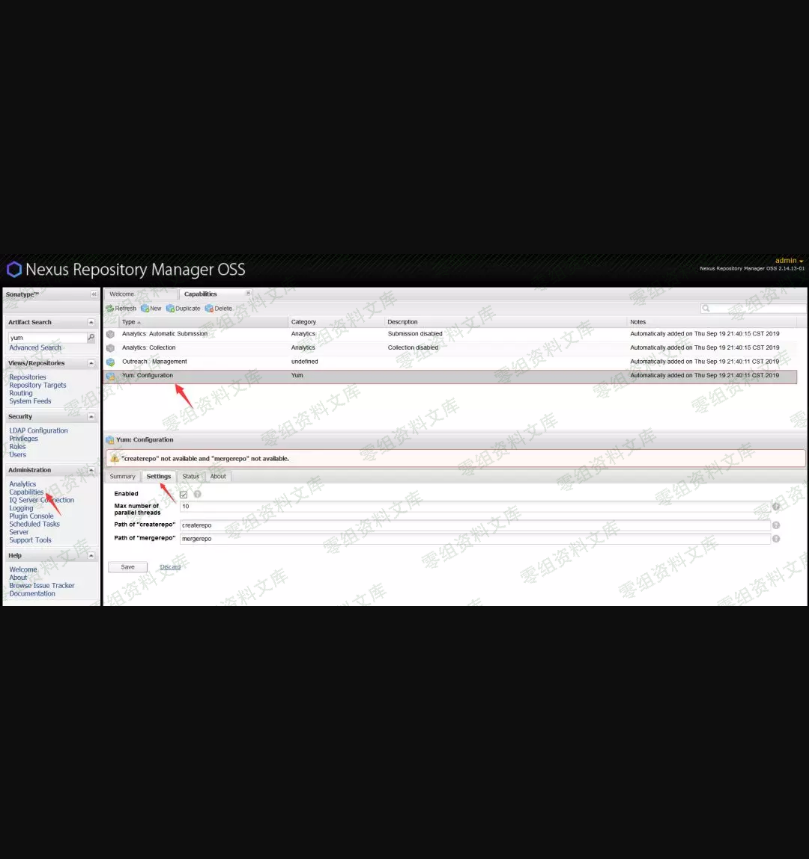 Nexus Repository Manager OSS
admin
Nexus Repository Manager OSS 2.14.13-01
Sonatype™
Welcome
Capabilities
Refresh New Duplicate Delete
Artifact Search
yum
Advanced Search
Type Category Description Notes
Analytics: Automatic Submission Analytics Submission disabled Automatically added on Thu Sep 19 21:40:15 CST 2019
Analytics: Collection Analytics Collection disabled Automatically added on Thu Sep 19 21:40:15 CST 2019
Outreach: Management undefined Automatically added on Thu Sep 19 21:40:11 CST 2019
Yum: Configuration Yum Automatically added on Thu Sep 19 21:40:11 CST 2019
Views/Repositories
Repositories
Repository Targets
Routing
System Feeds
Security
LDAP Configuration
Privileges
Roles
Users
Administration
Analytics
Capabilities
IQ Server Connection
Logging
Plugin Console
Scheduled Tasks
Server
Support Tools
Help
Welcome
About
Browse Issue Tracker
Documentation
Yum: Configuration
"createrepo" not available and "mergerepo" not available.
Summary Settings Status About
Enabled
Max number of
parallel threads
10
Path of "createrepo" createrepo
Path of "mergerepo" mergerepo
Save Discard
零组资料文库